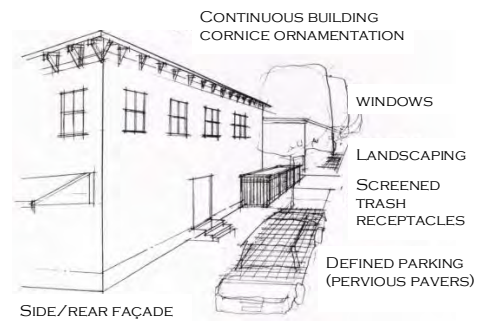 CONTINUOUS BUILDING
CORNICE ORNAMENTATION
WINDOWS
LANDSCAPING
SCREENED
TRASH
RECEPTACLES
DEFINED PARKING
(PERVIOUS PAVERS)
SIDE/REAR FAÇADE